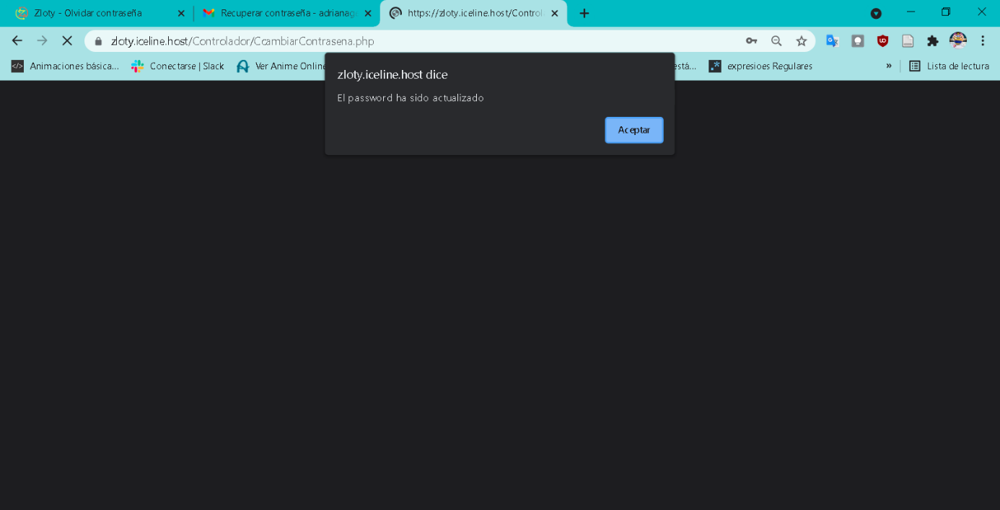 Zloty - Olvidar contraseña
Recuperar contraseña - adrianag
https://zloty.iceline.host/Control
zloty.iceline.host/Controlador/CcambiarContrasena.php
Animaciones básica...
Conectarse | Slack
Ver Anime Online
está...
expresioes Regulares
»
Lista de lectura
zloty.iceline.host dice
El password ha sido actualizado
Aceptar